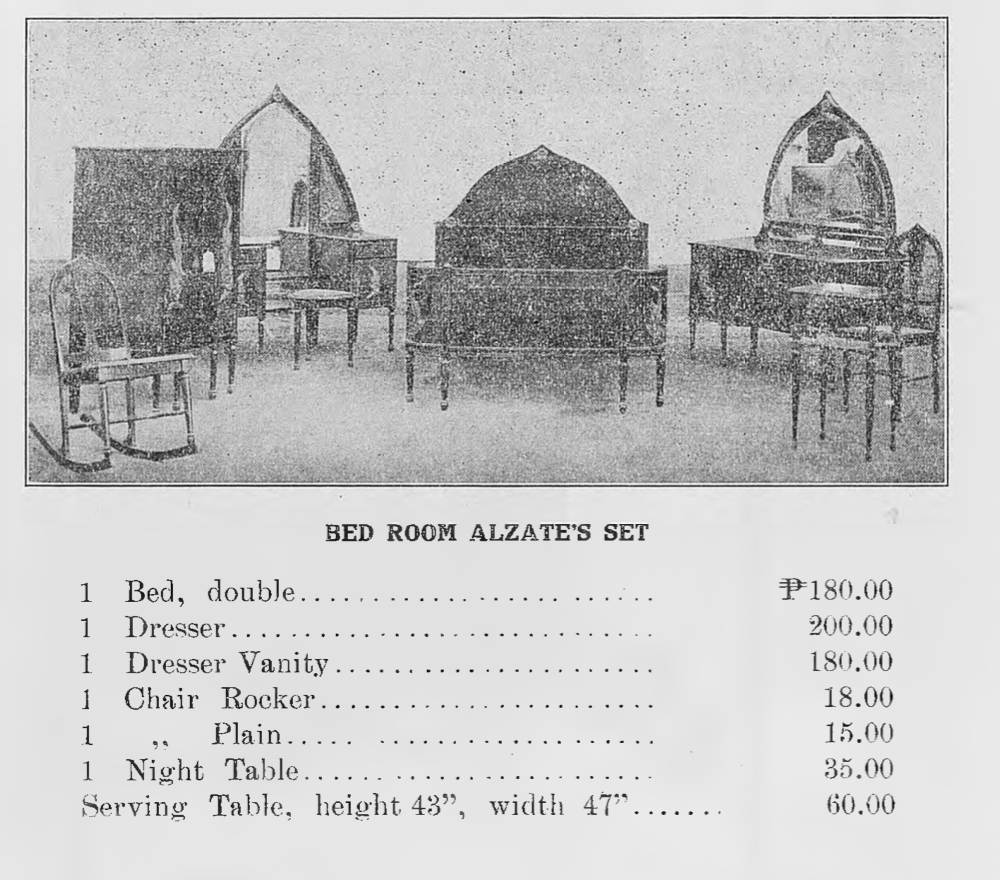 BED ROOM ALZATE'S SET
1 Bed, double........................ ₱180.00
1 Dresser............................. 200.00
1 Dresser Vanity...................... 180.00
1 Chair Rocker........................ 18.00
1 ,, Plain..... ................... 15.00
1 Night Table........................ 35.00
Serving Table, height 43", width 47"....... 60.00